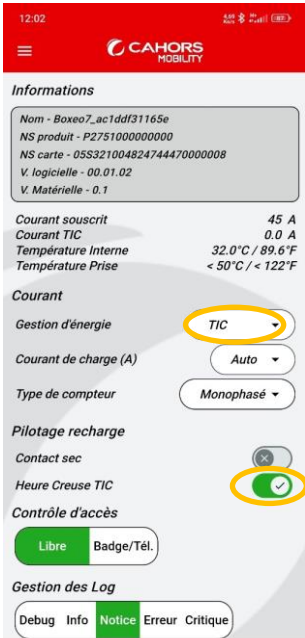 12:02
CAHORS
MOBILITY
Informations
Nom - Boxeo7_ac1ddf31165e
NS produit - P2751000000000
NS carte - 05S321004824744470000008
V. logicielle - 00.01.02
V. Matérielle - 0.1
Courant souscrit 45 A
Courant TIC 0.0 A
Température Interne 32.0°C / 89.6°F
Température Prise < 50°C / < 122°F
Courant
Gestion d'énergie TIC
Courant de charge (A) Auto
Type de compteur Monophasé
Pilotage recharge
Contact sec
Heure Creuse TIC
Contrôle d'accès
Libre Badge/Tél.
Gestion des Log
Debug Info Notice Erreur Critique